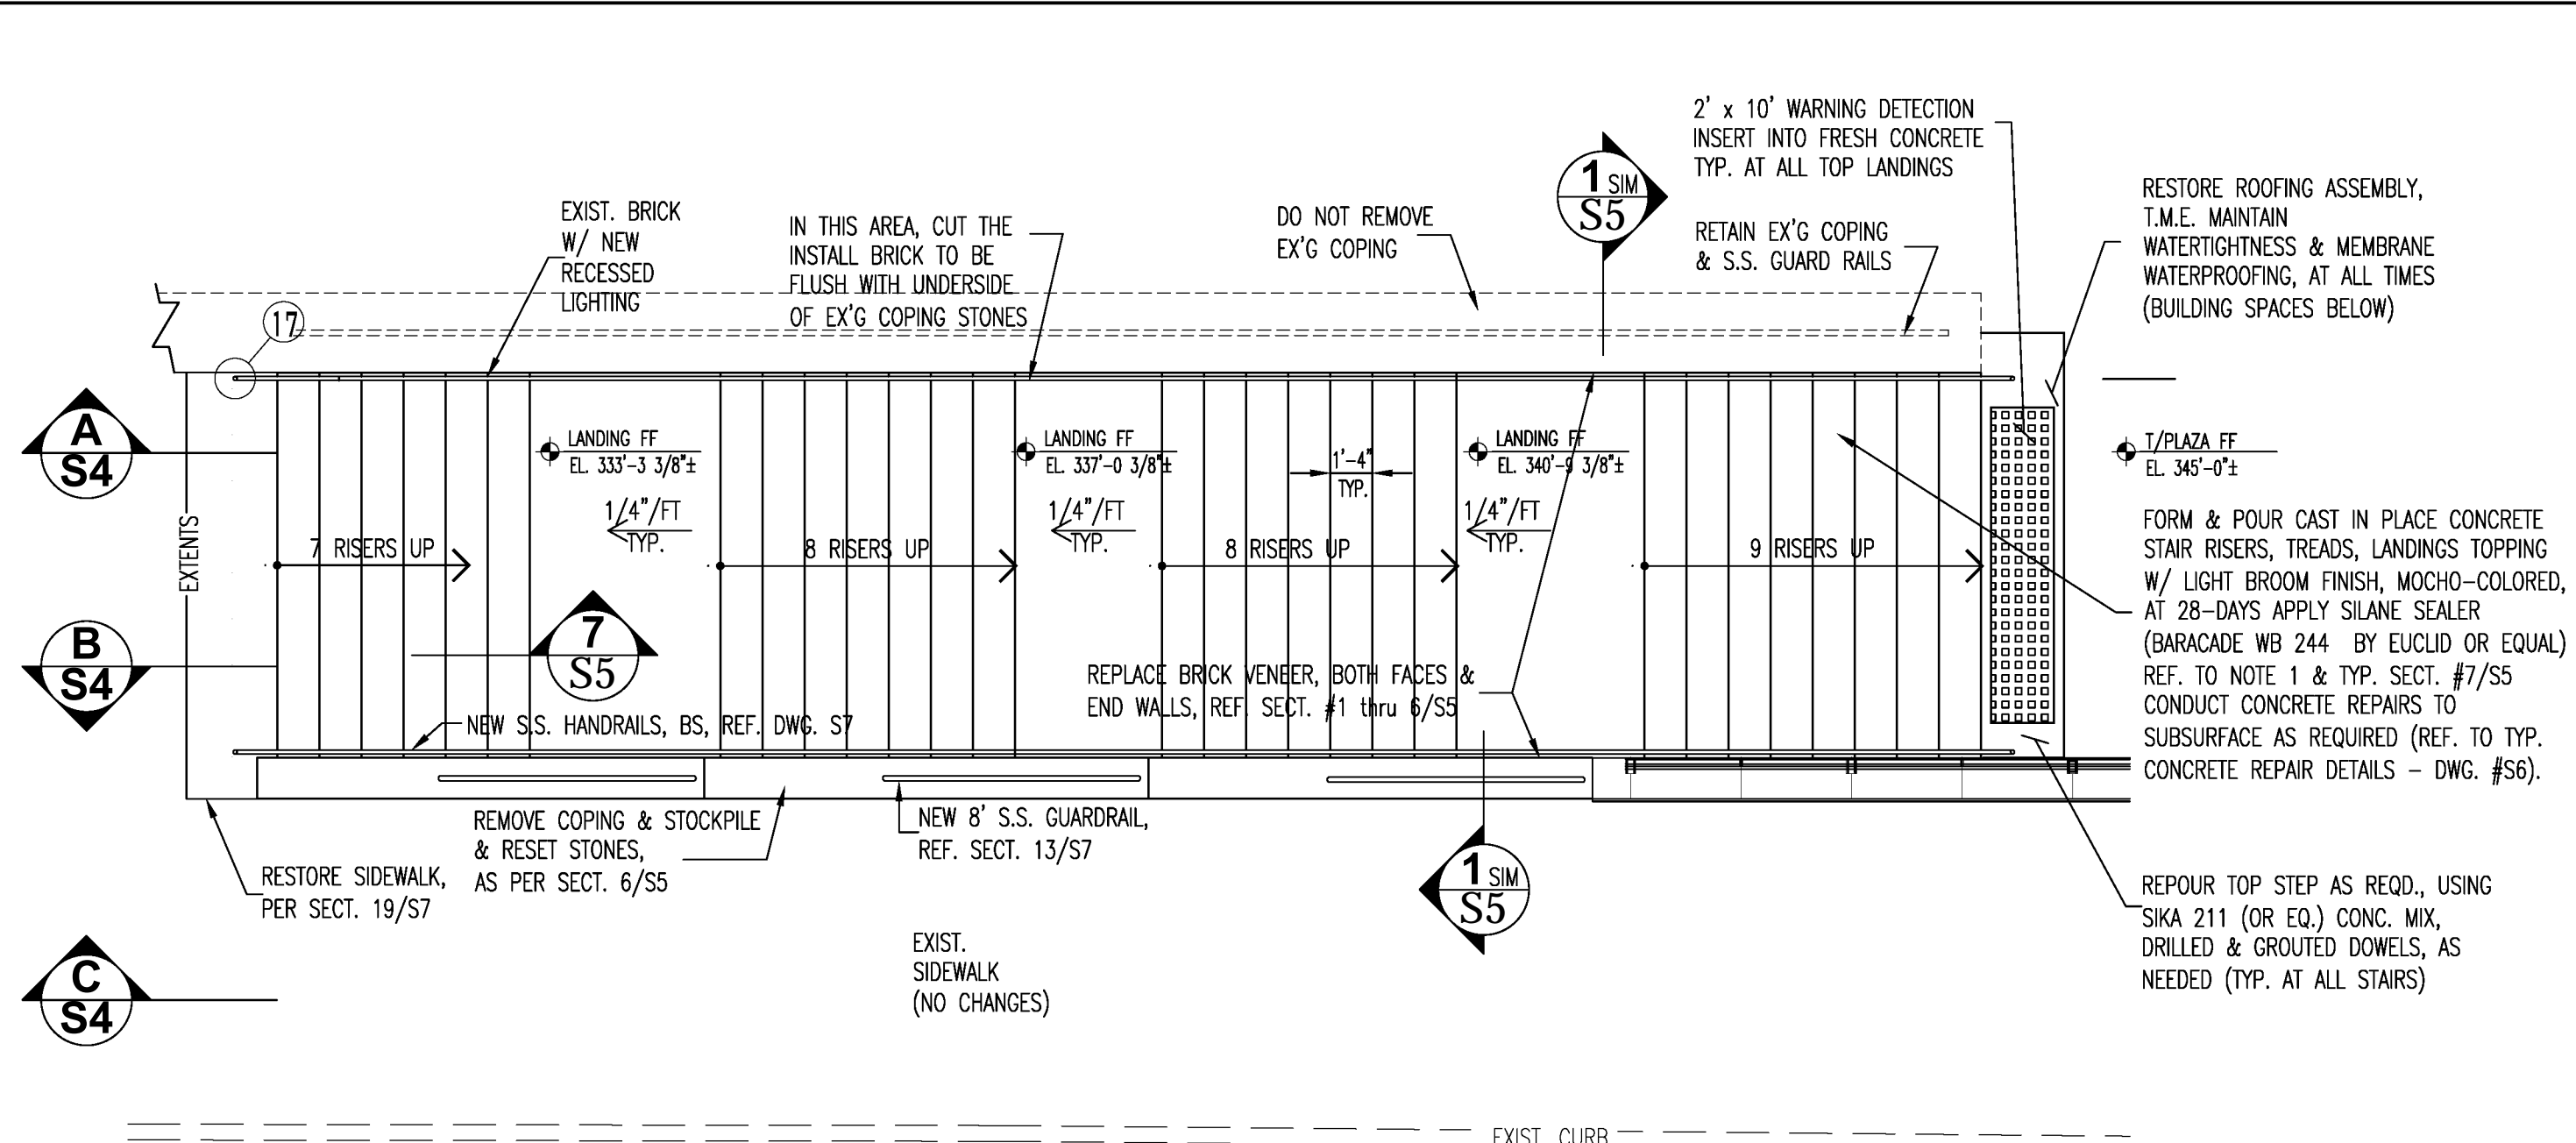 2' x 10' WARNING DETECTION
INSERT INTO FRESH CONCRETE
TYP. AT ALL TOP LANDINGS
1 SIM
S5
RESTORE ROOFING ASSEMBLY,
T.M.E. MAINTAIN
WATERTIGHTNESS & MEMBRANE
WATERPROOFING, AT ALL TIMES
(BUILDING SPACES BELOW)
EXIST. BRICK
W/ NEW
RECESSED
LIGHTING
IN THIS AREA, CUT THE
INSTALL BRICK TO BE
FLUSH WITH UNDERSIDE
OF EX'G COPING STONES
DO NOT REMOVE
EX'G COPING
RETAIN EX'G COPING
& S.S. GUARD RAILS
17
A
S4
LANDING FF
EL. 333'-3 3/8"±
LANDING FF
EL. 337'-0 3/8"±
LANDING FF
EL. 340'-9 3/8"±
1'-4"
TYP.
T/PLAZA FF
EL. 345'-0"±
1/4"/FT
TYP.
1/4"/FT
TYP.
1/4"/FT
TYP.
EXTENTS
7 RISERS UP
8 RISERS UP
8 RISERS UP
9 RISERS UP
FORM & POUR CAST IN PLACE CONCRETE
STAIR RISERS, TREADS, LANDINGS TOPPING
W/ LIGHT BROOM FINISH, MOCHO-COLORED,
AT 28-DAYS APPLY SILANE SEALER
(BARACADE WB 244 BY EUCLID OR EQUAL)
REF. TO NOTE 1 & TYP. SECT. #7/S5
CONDUCT CONCRETE REPAIRS TO
SUBSURFACE AS REQUIRED (REF. TO TYP.
CONCRETE REPAIR DETAILS - DWG. #S6).
B
S4
7
S5
REPLACE BRICK VENEER, BOTH FACES &
END WALLS, REF. SECT. #1 thru 6/S5
NEW S.S. HANDRAILS, BS, REF. DWG. S7
REMOVE COPING & STOCKPILE
& RESET STONES,
AS PER SECT. 6/S5
NEW 8' S.S. GUARDRAIL,
REF. SECT. 13/S7
RESTORE SIDEWALK,
PER SECT. 19/S7
1 SIM
S5
REPOUR TOP STEP AS REQD., USING
SIKA 211 (OR EQ.) CONC. MIX,
DRILLED & GROUTED DOWELS, AS
NEEDED (TYP. AT ALL STAIRS)
C
S4
EXIST.
SIDEWALK
(NO CHANGES)
EXIST. CURB